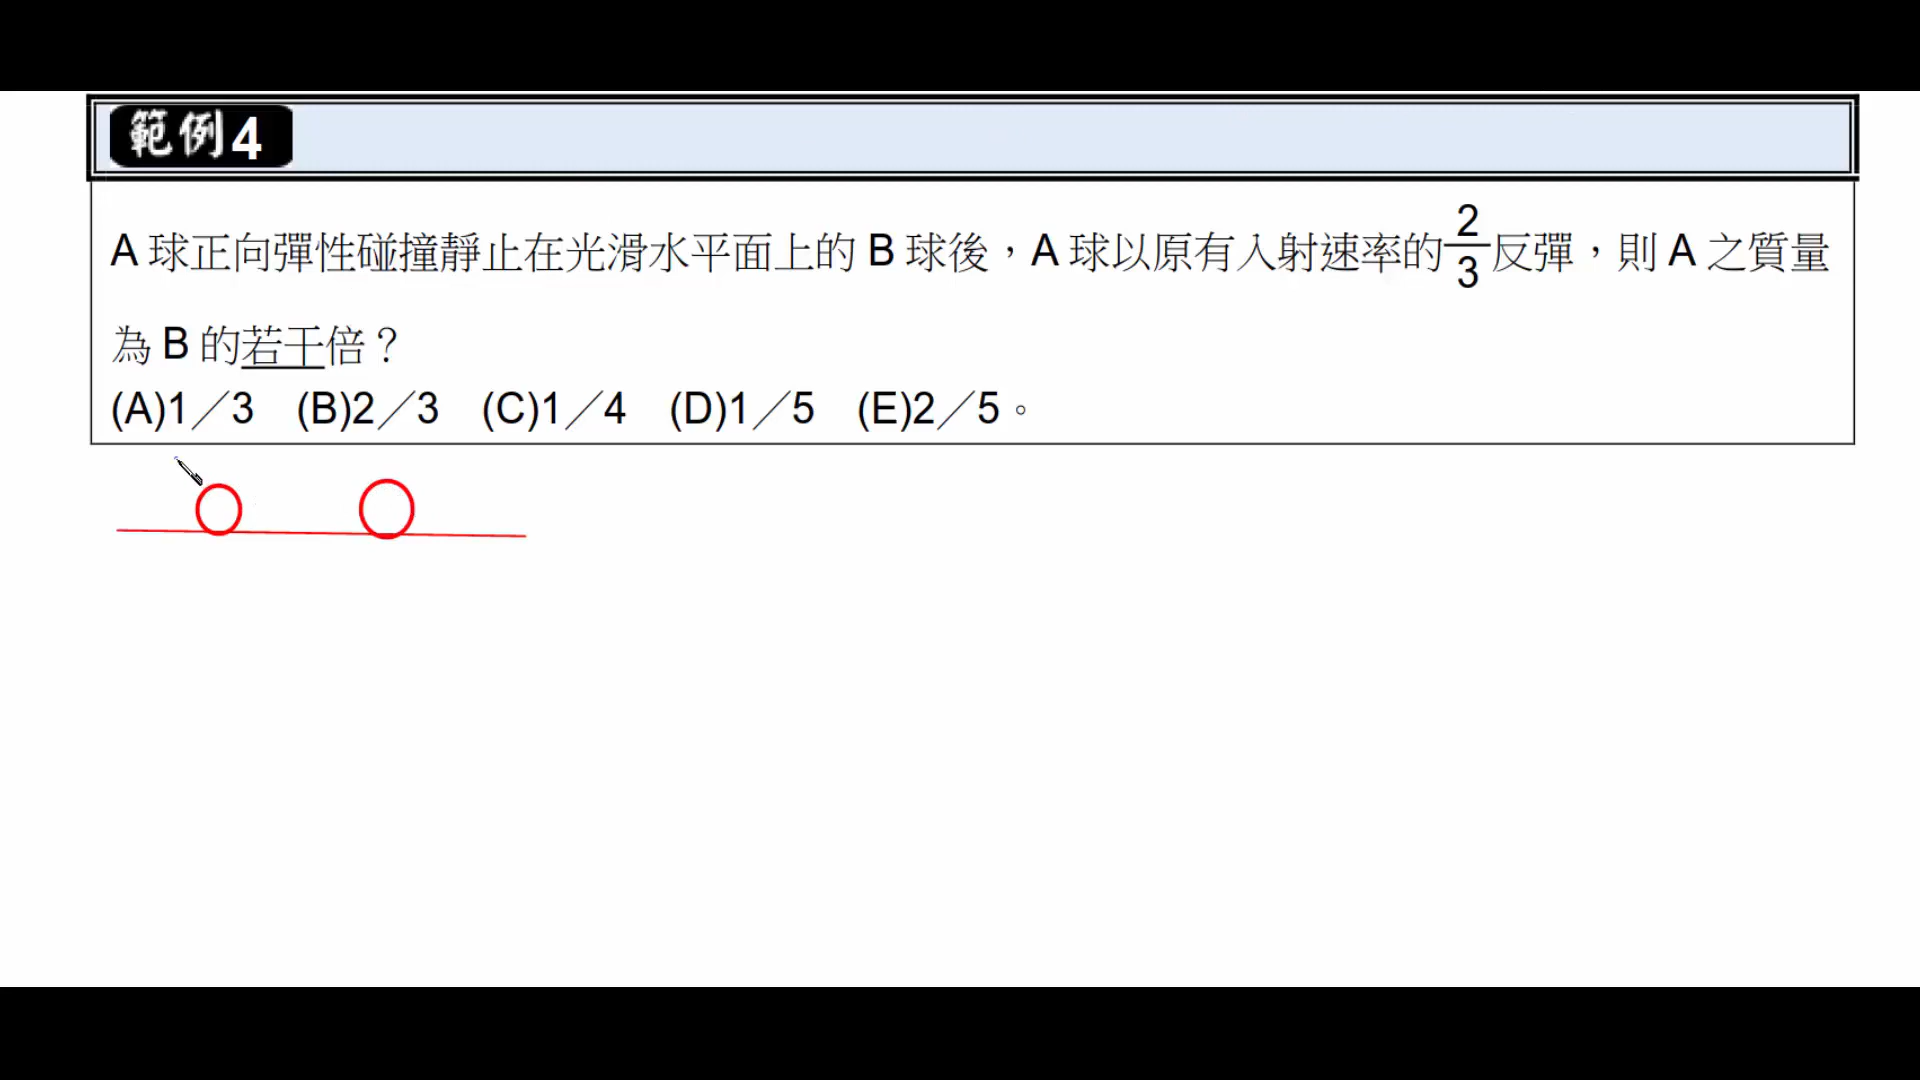 範例4
A 球正向彈性碰撞靜止在光滑水平面上的 B 球後，A 球以原有入射速率的2/3反彈，則 A 之質量
為 B 的若干倍？
(A)1／3 (B)2／3 (C)1／4 (D)1／5 (E)2／5。